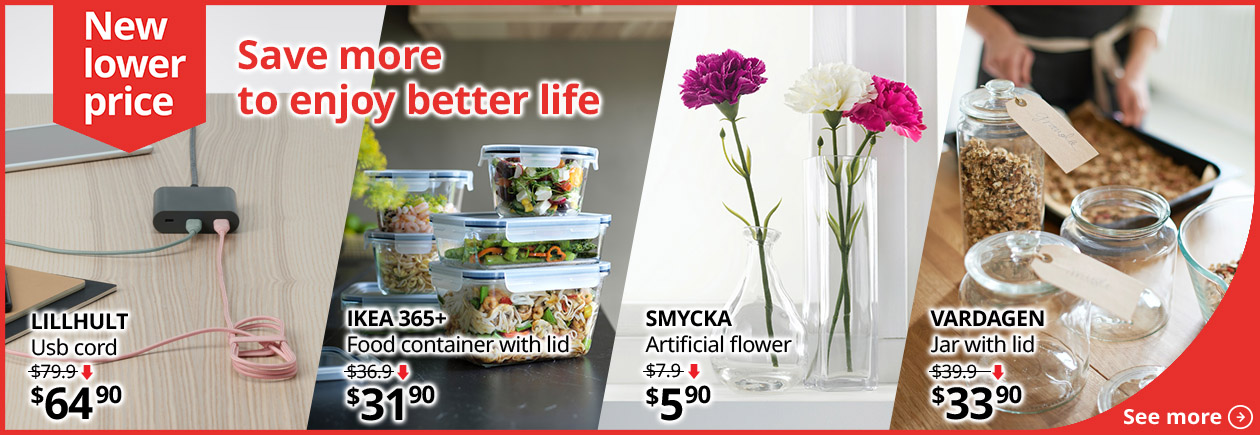 New
lower
price
Save more
to enjoy better life
LILLHULT
Usb cord
$79.9
$64.90
IKEA 365+
Food container with lid
$36.9
$31.90
SMYCKA
Artificial flower
$7.9
$5.90
VARDAGEN
Jar with lid
$39.9
$33.90
See more